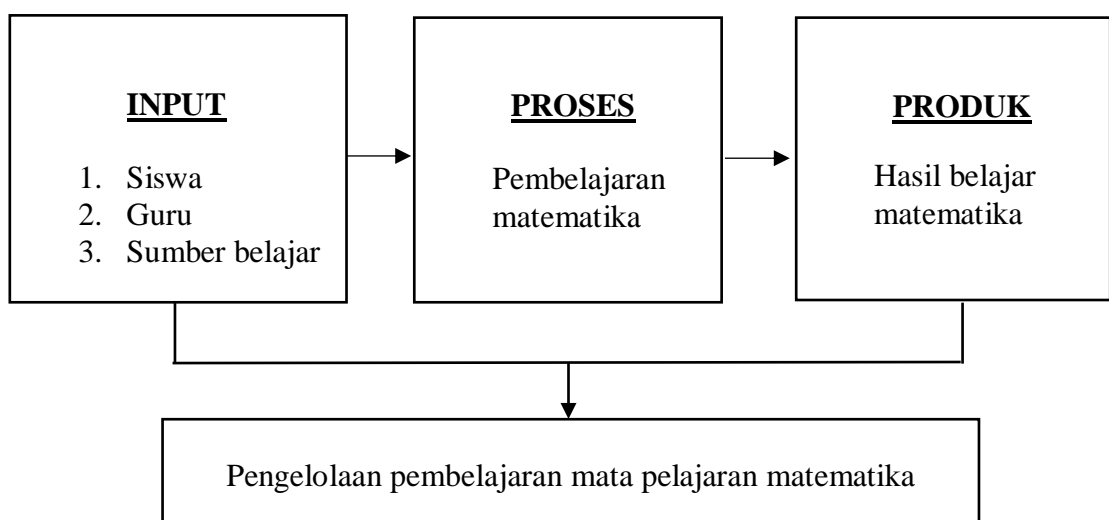 INPUT
1. Siswa
2. Guru
3. Sumber belajar
PROSES
Pembelajaran
matematika
PRODUK
Hasil belajar
matematika
Pengelolaan pembelajaran mata pelajaran matematika